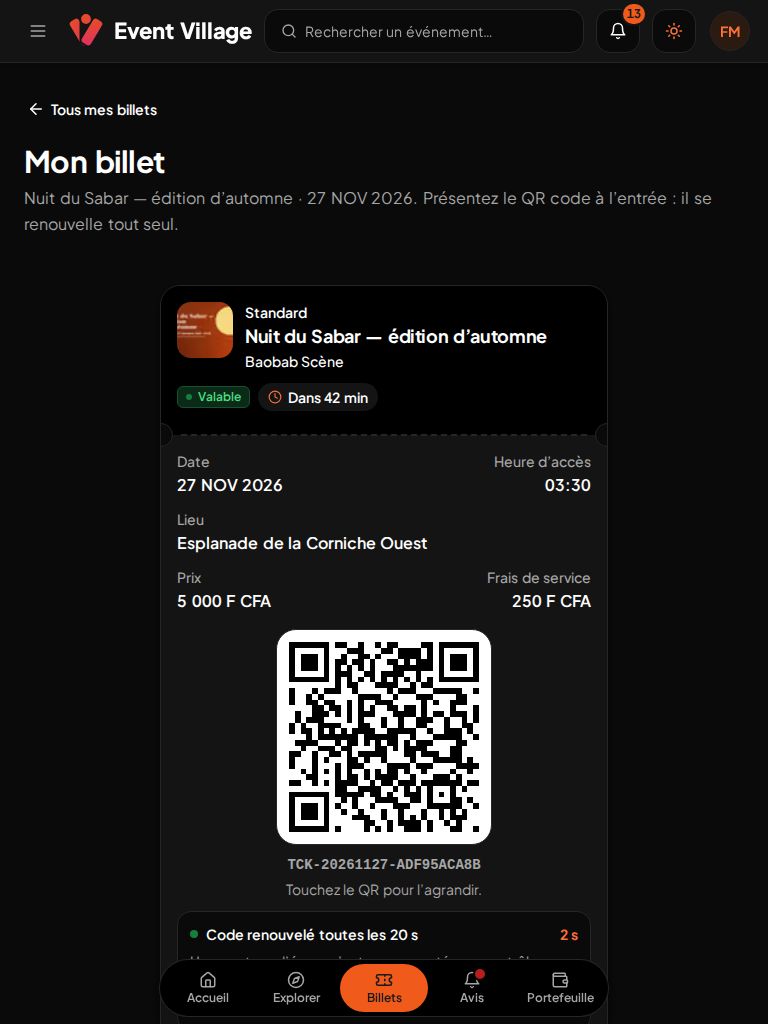 Event Village
Rechercher un événement…
13
FM
Tous mes billets
Mon billet
Nuit du Sabar — édition d’automne · 27 NOV 2026. Présentez le QR code à l’entrée : il se
renouvelle tout seul.
Standard
Nuit du Sabar — édition d’automne
Baobab Scène
Valable
Dans 42 min
Date
Heure d’accès
27 NOV 2026
03:30
Lieu
Esplanade de la Corniche Ouest
Prix
Frais de service
5 000 F CFA
250 F CFA
TCK-20261127-ADF95ACA8B
Touchez le QR pour l’agrandir.
Code renouvelé toutes les 20 s
2 s
Accueil
Explorer
Billets
Avis
Portefeuille